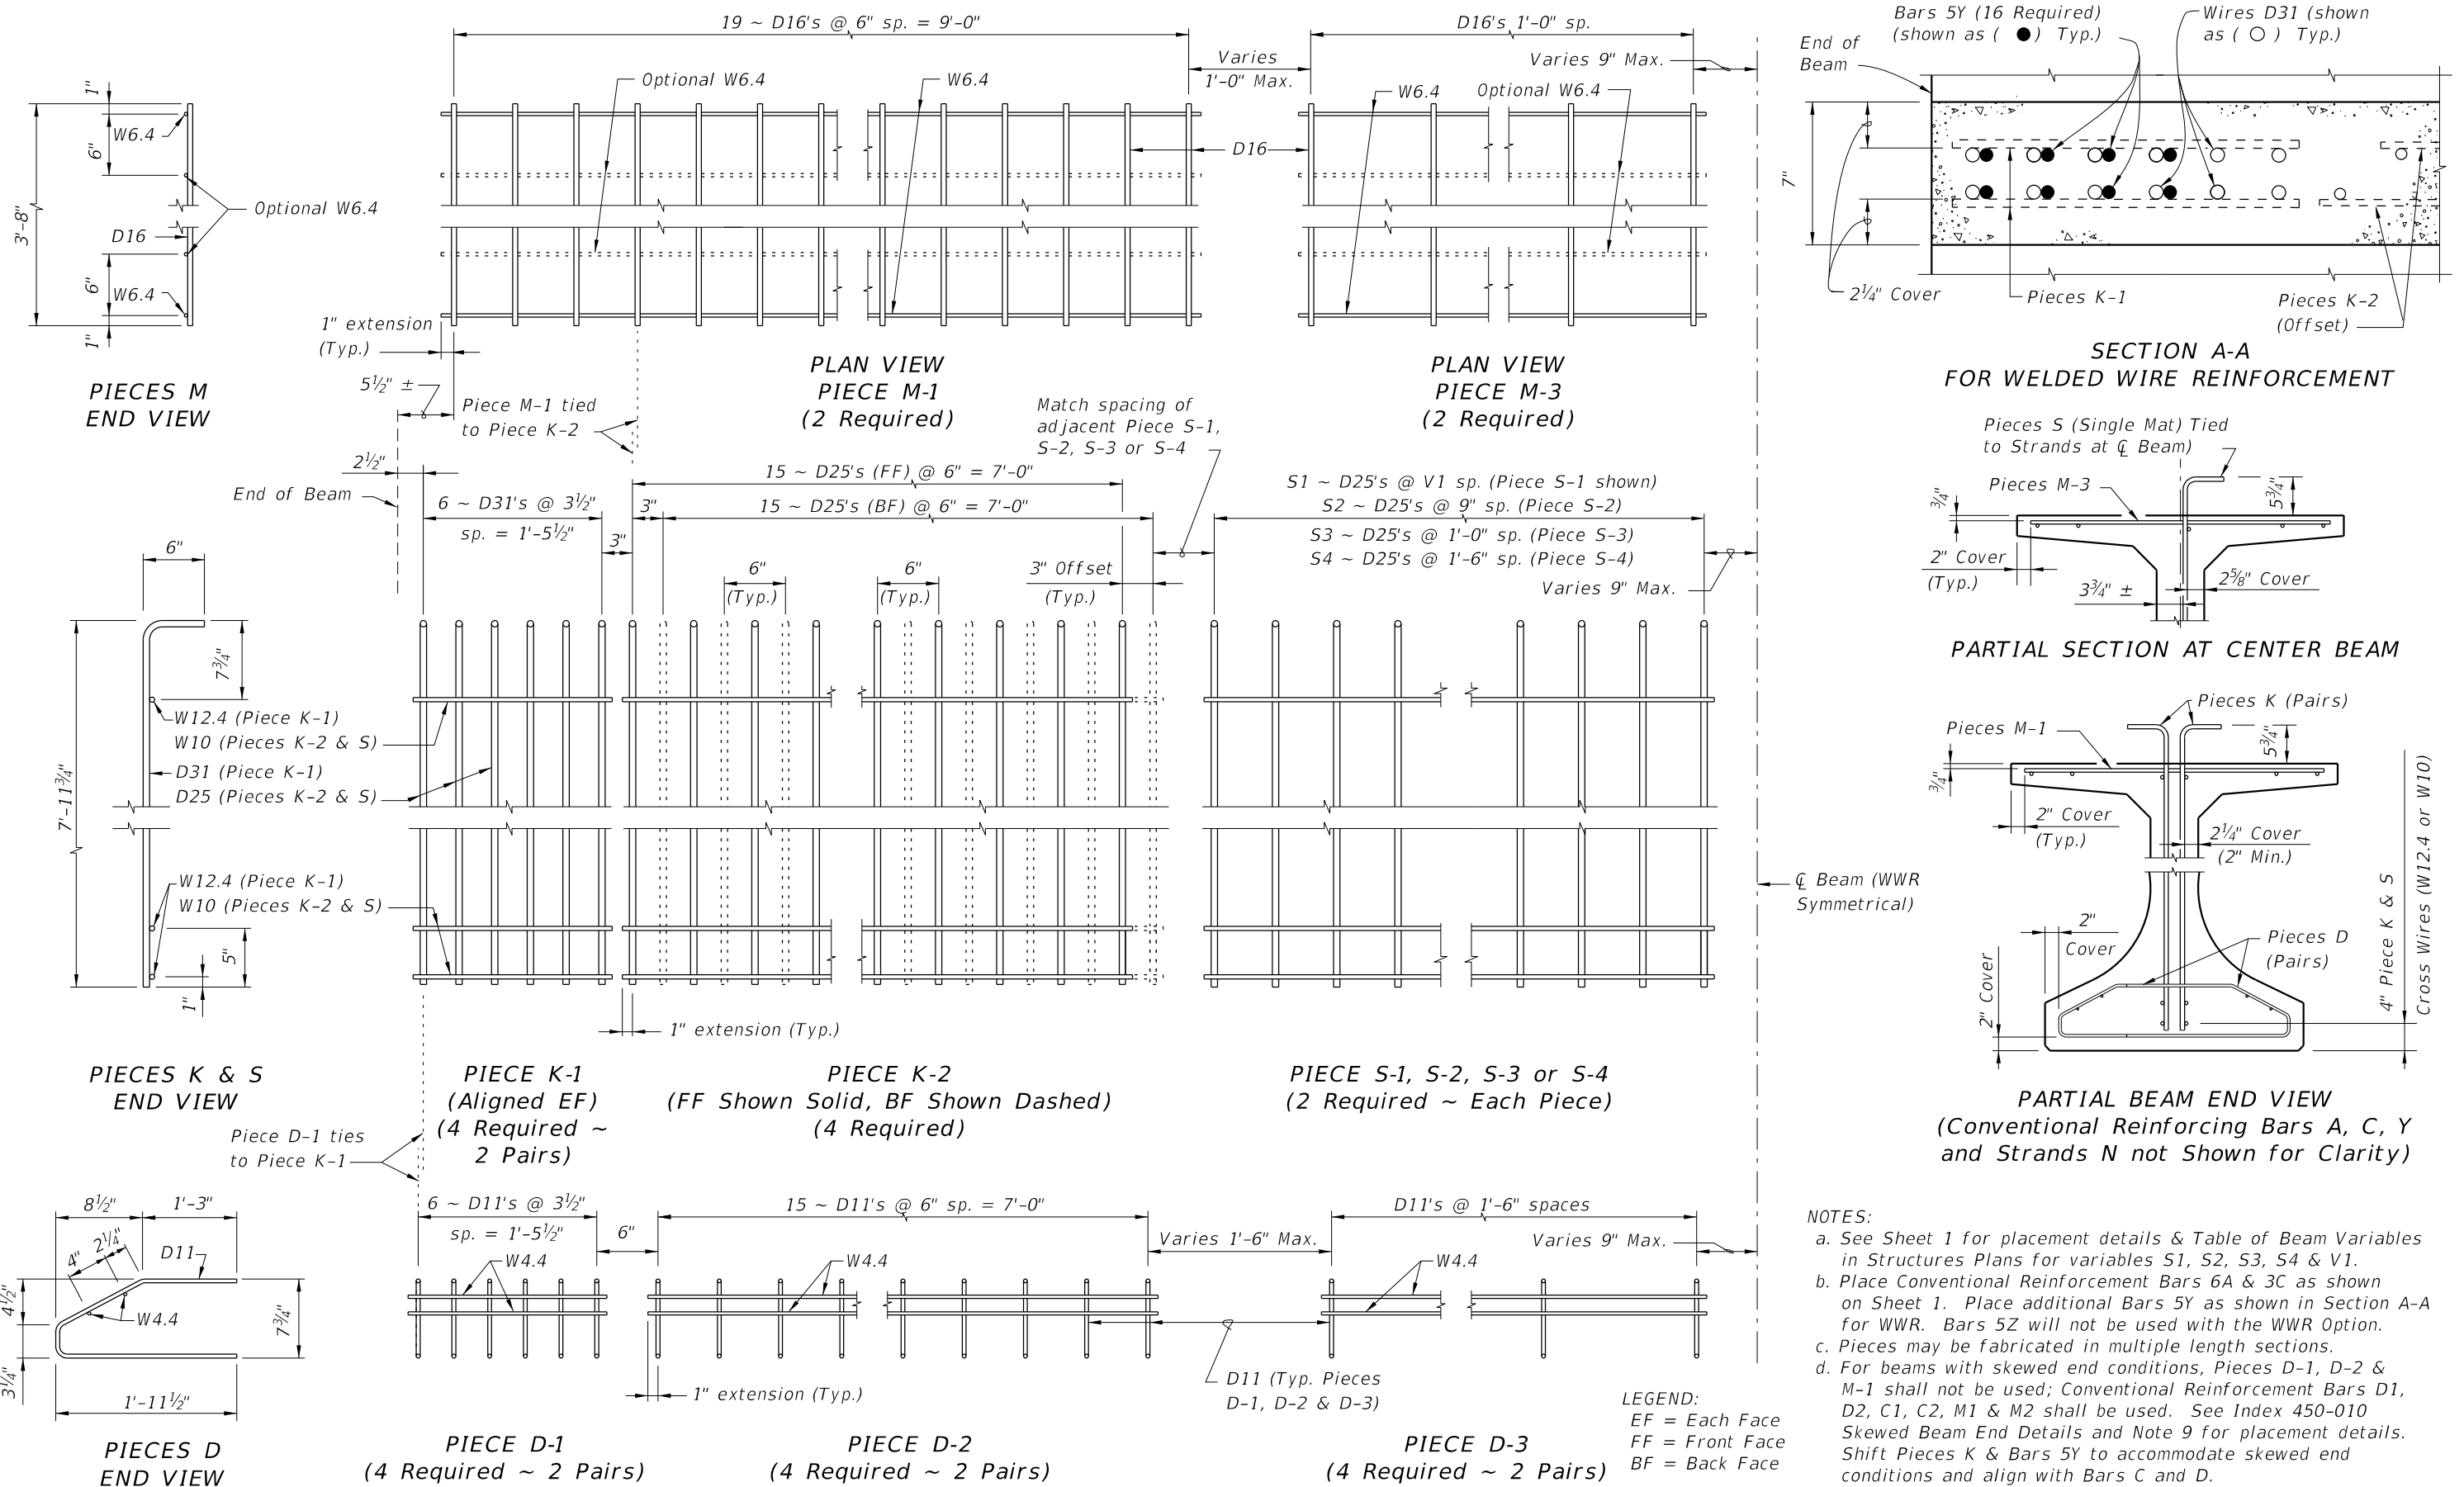 19 ~ D16's @ 6" sp. = 9'-0"
D16's 1'-0" sp.
Varies
1'-0" Max.
Varies 9" Max.
Optional W6.4
W6.4
W6.4
Optional W6.4
D16
1"
6"
W6.4
3'-8"
Optional W6.4
D16
6"
W6.4
1"
1" extension
(Typ.)
PIECES M
END VIEW
PLAN VIEW
PIECE M-1
(2 Required)
PLAN VIEW
PIECE M-3
(2 Required)
Bars 5Y (16 Required)
(shown as ( ● ) Typ.)
Wires D31 (shown
as ( ○ ) Typ.)
End of
Beam
7"
2¼" Cover
Pieces K-1
Pieces K-2
(Offset)
SECTION A-A
FOR WELDED WIRE REINFORCEMENT
5½" ±
Piece M-1 tied
to Piece K-2
Match spacing of
adjacent Piece S-1,
S-2, S-3 or S-4
2½"
End of Beam
6 ~ D31's @ 3½"
sp. = 1'-5½"
3"
3"
15 ~ D25's (FF) @ 6" = 7'-0"
15 ~ D25's (BF) @ 6" = 7'-0"
6"
(Typ.)
6"
(Typ.)
3" Offset
(Typ.)
S1 ~ D25's @ V1 sp. (Piece S-1 shown)
S2 ~ D25's @ 9" sp. (Piece S-2)
S3 ~ D25's @ 1'-0" sp. (Piece S-3)
S4 ~ D25's @ 1'-6" sp. (Piece S-4)
Varies 9" Max.
6"
7¾"
W12.4 (Piece K-1)
W10 (Pieces K-2 & S)
D31 (Piece K-1)
D25 (Pieces K-2 & S)
7'-11¾"
W12.4 (Piece K-1)
W10 (Pieces K-2 & S)
5"
1"
1" extension (Typ.)
℄ Beam (WWR
Symmetrical)
PIECES K & S
END VIEW
PIECE K-1
(Aligned EF)
(4 Required ~
2 Pairs)
PIECE K-2
(FF Shown Solid, BF Shown Dashed)
(4 Required)
PIECE S-1, S-2, S-3 or S-4
(2 Required ~ Each Piece)
Pieces S (Single Mat) Tied
to Strands at ℄ Beam)
Pieces M-3
¾"
5¾"
2" Cover
(Typ.)
3¾" ±
2⅝" Cover
PARTIAL SECTION AT CENTER BEAM
Pieces K (Pairs)
Pieces M-1
5¾"
¾"
2" Cover
(Typ.)
2¼" Cover
(2" Min.)
2"
Cover
Pieces D
(Pairs)
2" Cover
4" Piece K & S
Cross Wires (W12.4 or W10)
PARTIAL BEAM END VIEW
(Conventional Reinforcing Bars A, C, Y
and Strands N not Shown for Clarity)
Piece D-1 ties
to Piece K-1
8½"
1'-3"
4"
2¼"
D11
4½"
W4.4
7¾"
3¼"
1'-11½"
PIECES D
END VIEW
6 ~ D11's @ 3½"
sp. = 1'-5½"
W4.4
6"
15 ~ D11's @ 6" sp. = 7'-0"
W4.4
Varies 1'-6" Max.
D11's @ 1'-6" spaces
Varies 9" Max.
W4.4
1" extension (Typ.)
D11 (Typ. Pieces
D-1, D-2 & D-3)
PIECE D-1
(4 Required ~ 2 Pairs)
PIECE D-2
(4 Required ~ 2 Pairs)
PIECE D-3
(4 Required ~ 2 Pairs)
LEGEND:
EF = Each Face
FF = Front Face
BF = Back Face
NOTES:
a. See Sheet 1 for placement details & Table of Beam Variables
in Structures Plans for variables S1, S2, S3, S4 & V1.
b. Place Conventional Reinforcement Bars 6A & 3C as shown
on Sheet 1. Place additional Bars 5Y as shown in Section A-A
for WWR. Bars 5Z will not be used with the WWR Option.
c. Pieces may be fabricated in multiple length sections.
d. For beams with skewed end conditions, Pieces D-1, D-2 &
M-1 shall not be used; Conventional Reinforcement Bars D1,
D2, C1, C2, M1 & M2 shall be used. See Index 450-010
Skewed Beam End Details and Note 9 for placement details.
Shift Pieces K & Bars 5Y to accommodate skewed end
conditions and align with Bars C and D.